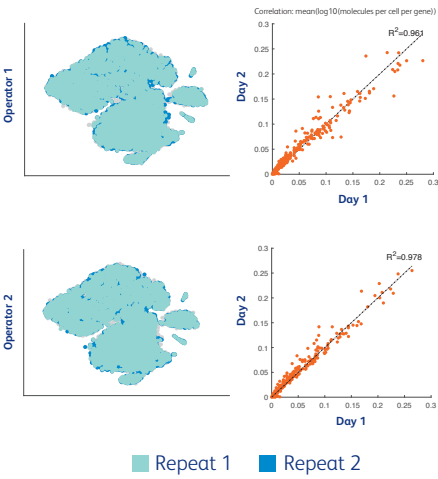 Correlation: mean(log10(molecules per cell per gene))
Operator 1
Day 2
R²=0.961
0.3
0.25
0.2
0.15
0.1
0.05
0
0 0.05 0.1 0.15 0.2 0.25 0.3
Day 1
Operator 2
Day 2
R²=0.978
0.3
0.25
0.2
0.15
0.1
0.05
0
0 0.05 0.1 0.15 0.2 0.25 0.3
Day 1
Repeat 1 Repeat 2